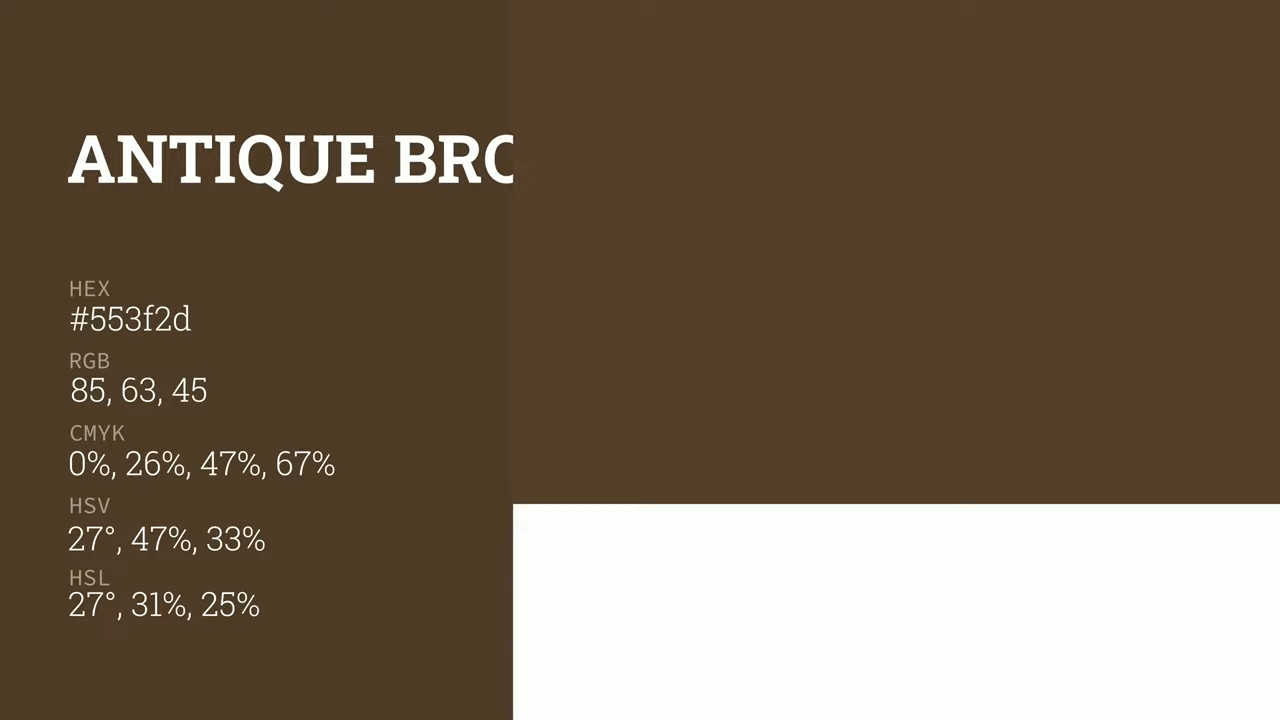 ANTIQUE BRO
HEX
#553f2d
RGB
85, 63, 45
CMYK
0%, 26%, 47%, 67%
HSV
27°, 47%, 33%
HSL
27°, 31%, 25%